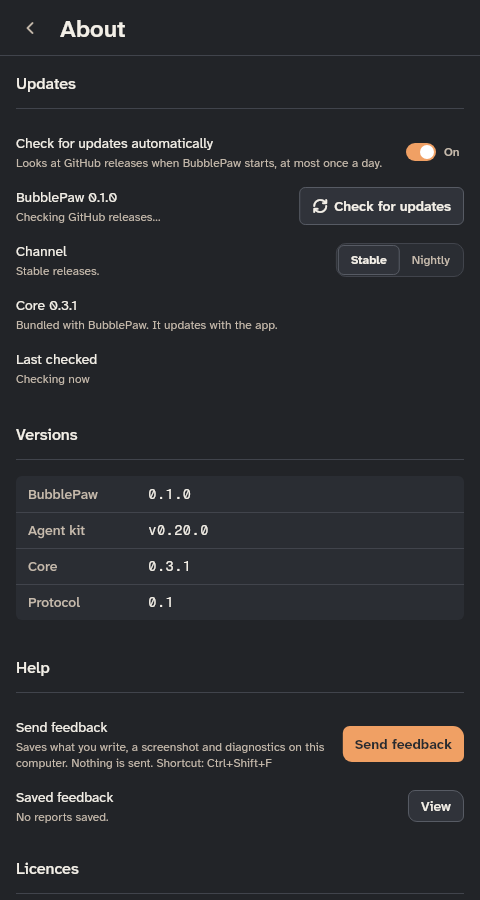 About
Updates
Check for updates automatically
Looks at GitHub releases when BubblePaw starts, at most once a day.
On
BubblePaw 0.1.0
Checking GitHub releases...
Check for updates
Channel
Stable releases.
Stable
Nightly
Core 0.3.1
Bundled with BubblePaw. It updates with the app.
Last checked
Checking now
Versions
BubblePaw 0.1.0
Agent kit v0.20.0
Core 0.3.1
Protocol 0.1
Help
Send feedback
Saves what you write, a screenshot and diagnostics on this
computer. Nothing is sent. Shortcut: Ctrl+Shift+F
Send feedback
Saved feedback
No reports saved.
View
Licences